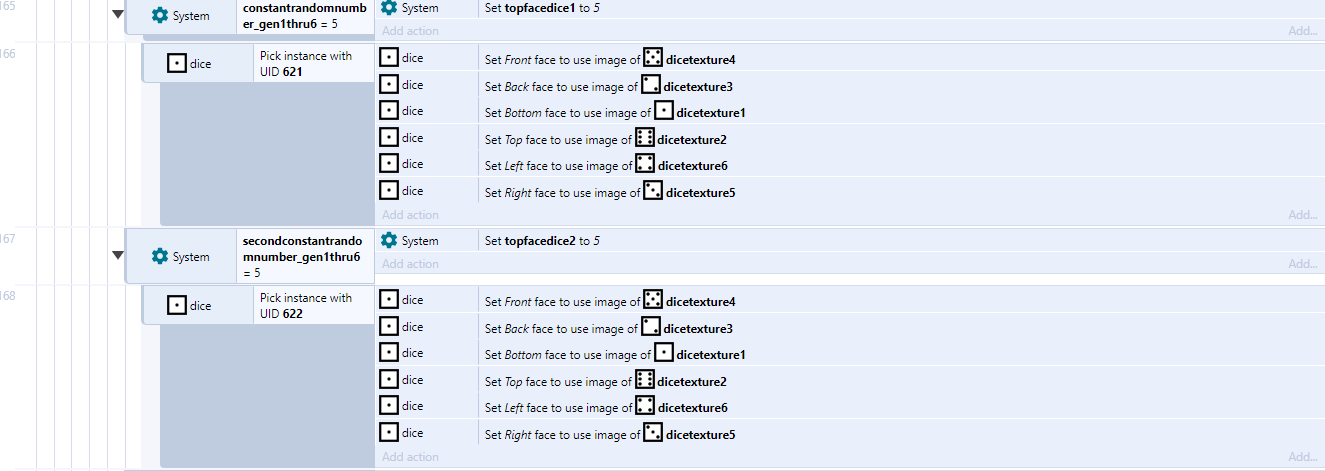 165
System
constantrandomnumber_gen1thru6 = 5
System Set topfacedice1 to 5
Add action Add...
166
dice
Pick instance with
UID 621
dice Set Front face to use image of dicetexture4
dice Set Back face to use image of dicetexture3
dice Set Bottom face to use image of dicetexture1
dice Set Top face to use image of dicetexture2
dice Set Left face to use image of dicetexture6
dice Set Right face to use image of dicetexture5
Add action Add...
167
System
secondconstantrando
mnumber_gen1thru6
= 5
System Set topfacedice2 to 5
Add action Add...
168
dice
Pick instance with
UID 622
dice Set Front face to use image of dicetexture4
dice Set Back face to use image of dicetexture3
dice Set Bottom face to use image of dicetexture1
dice Set Top face to use image of dicetexture2
dice Set Left face to use image of dicetexture6
dice Set Right face to use image of dicetexture5
Add action Add...